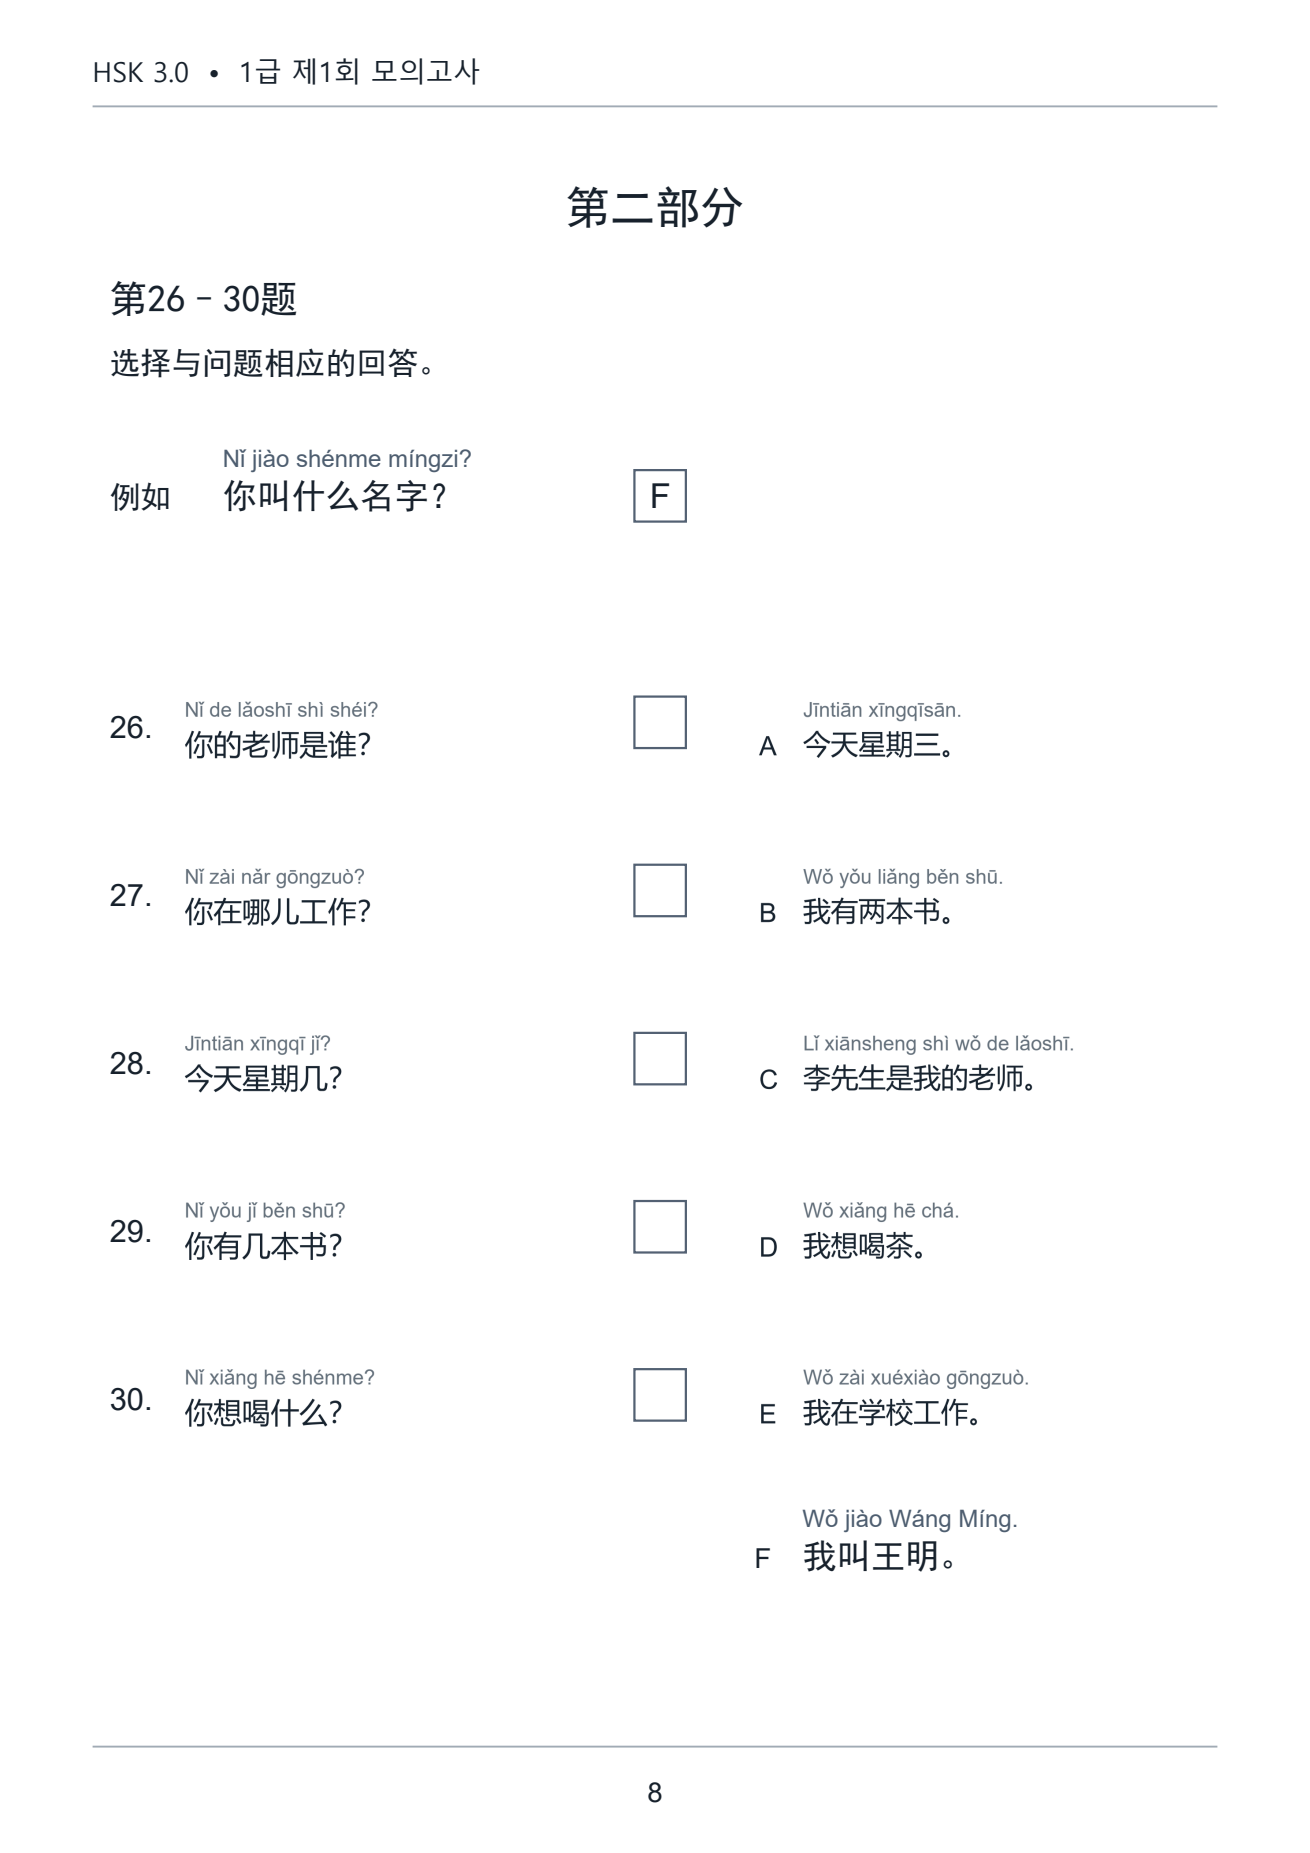 HSK 3.0 • 1급 제1회 모의고사
第二部分
第26－30题
选择与问题相应的回答。
Nǐ jiào shénme míngzi?
例如 你叫什么名字? F
Nǐ de lǎoshī shì shéi?
26. 你的老师是谁?
Jīntiān xīngqīsān.
A 今天星期三。
Nǐ zài nǎr gōngzuò?
27. 你在哪儿工作?
Wǒ yǒu liǎng běn shū.
B 我有两本书。
Jīntiān xīngqī jǐ?
28. 今天星期几?
Lǐ xiānsheng shì wǒ de lǎoshī.
C 李先生是我的老师。
Nǐ yǒu jǐ běn shū?
29. 你有几本书?
Wǒ xiǎng hē chá.
D 我想喝茶。
Nǐ xiǎng hē shénme?
30. 你想喝什么?
Wǒ zài xuéxiào gōngzuò.
E 我在学校工作。
Wǒ jiào Wáng Míng.
F 我叫王明。
8